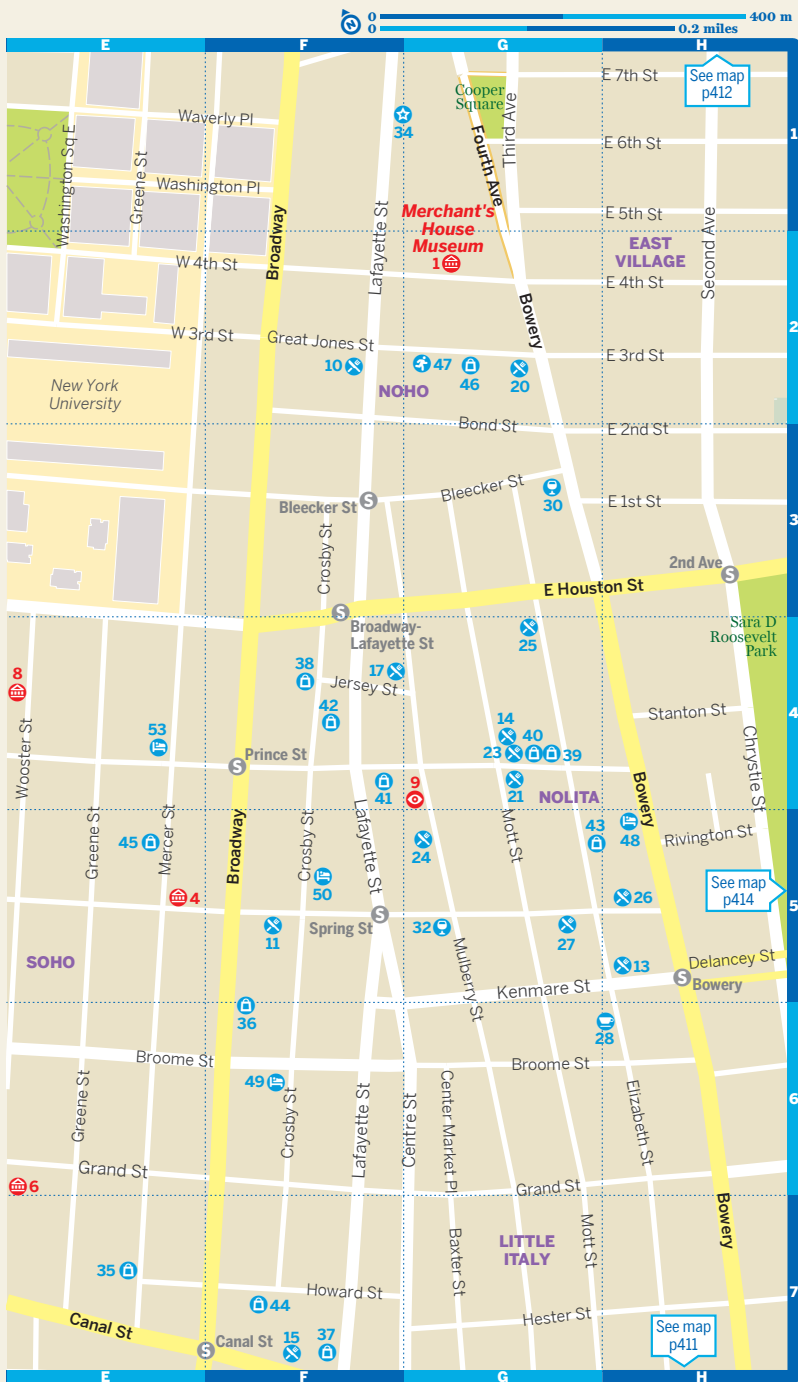 0 400 m
0 0.2 miles
E F G H
E 7th St
See map
p412
Cooper
Square
Third Ave
Waverly Pl
34
1
Fourth Ave
E 6th St
Washington Sq E
Greene St
Washington Pl
Merchant's
House
Museum
1
E 5th St
Lafayette St
Broadway
EAST
VILLAGE
Second Ave
W 4th St
E 4th St
Bowery
2
W 3rd St
Great Jones St
E 3rd St
10
47
46
20
New York
University
NOHO
Bond St
E 2nd St
Bleecker St
Bleecker St
30
E 1st St
3
Crosby St
2nd Ave
E Houston St
Broadway-
Lafayette St
25
Sara D
Roosevelt
Park
8
38
17
Jersey St
42
14
Stanton St
4
53
40
23
39
Wooster St
Prince St
Chrystie St
41
9
21
NOLITA
Bowery
Greene St
Mercer St
Broadway
Crosby St
Lafayette St
Mott St
43
48
Rivington St
45
24
50
See map
p414
4
26
5
11
Spring St
32
27
SOHO
Mulberry St
13
Delancey St
Bowery
Kenmare St
36
28
Broome St
Broome St
49
Greene St
Crosby St
Lafayette St
Centre St
Center Market Pl
Elizabeth St
6
Grand St
6
Grand St
Bowery
Baxter St
LITTLE
ITALY
Mott St
35
Howard St
7
44
Hester St
Canal St
Canal St
15
37
See map
p411
E F G H